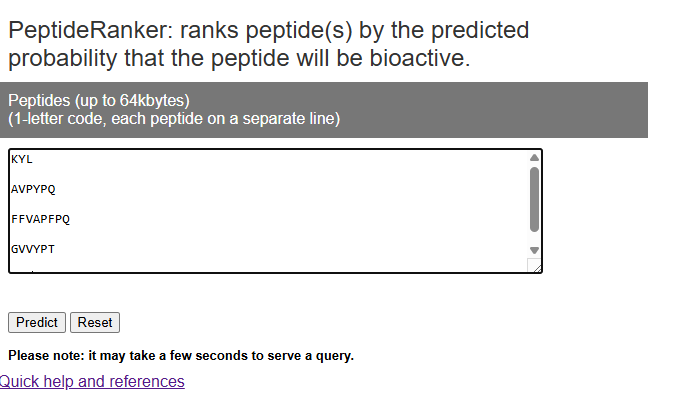 PeptideRanker: ranks peptide(s) by the predicted
probability that the peptide will be bioactive.
Peptides (up to 64kbytes)
(1-letter code, each peptide on a separate line)
KYL
AVPYPQ
FFVAPFPQ
GVVYPT
Predict Reset
Please note: it may take a few seconds to serve a query.
Quick help and references